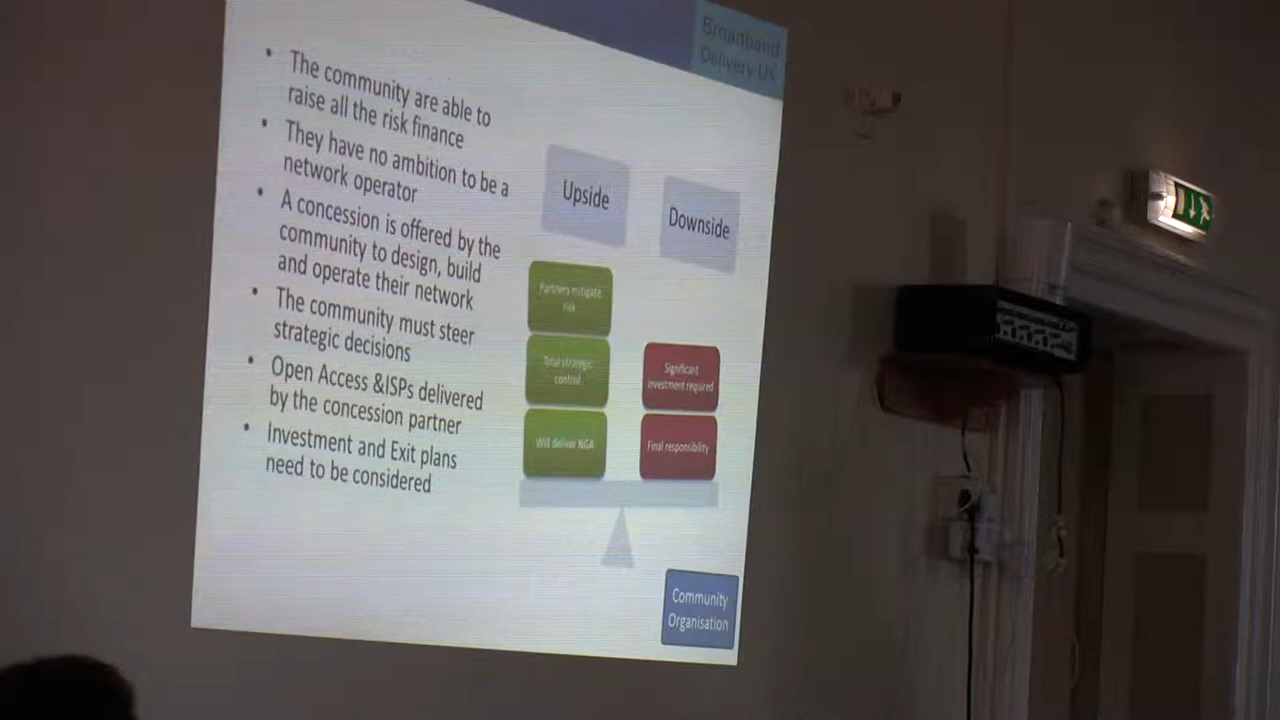 Broadband
Delivery UK
• The community are able to
raise all the risk finance
• They have no ambition to be a
network operator
• A concession is offered by the
community to design, build
and operate their network
• The community must steer
strategic decisions
• Open Access &ISPs delivered
by the concession partner
• Investment and Exit plans
need to be considered
Upside
Downside
Partners mitigate
risk
Total strategic
control
Will deliver NGA
Significant
investment required
Final responsibility
Community
Organisation